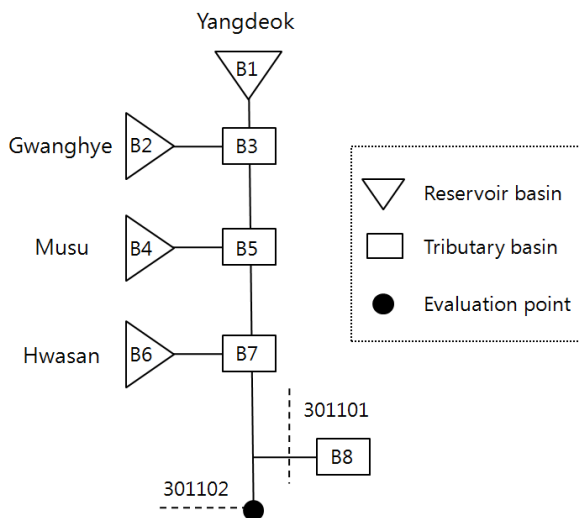 Yangdeok
B1
Gwanghye
B2
B3
Musu
B4
B5
Hwasan
B6
B7
301101
B8
301102
Reservoir basin
Tributary basin
Evaluation point